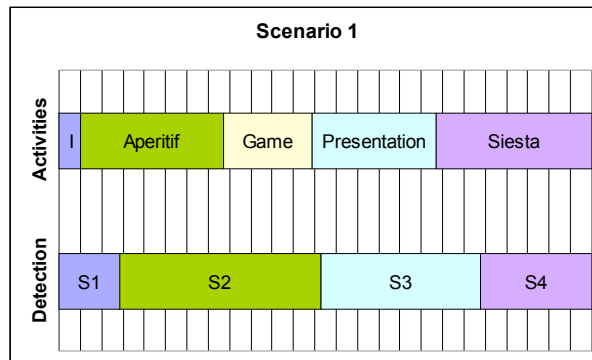 Scenario 1
Activities
I Aperitif Game Presentation Siesta
Detection
S1 S2 S3 S4